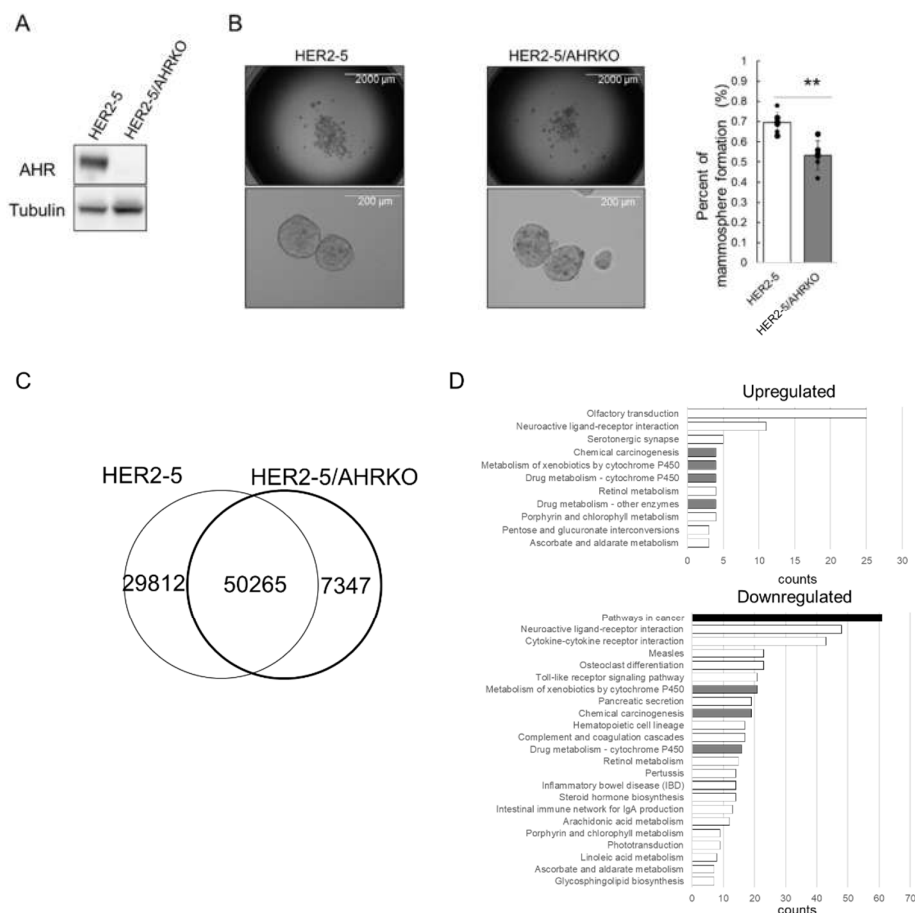 A
HER2-5
HER2-5/AHRKO
AHR
Tubulin
B
HER2-5
2000 µm
200 µm
HER2-5/AHRKO
2000 µm
200 µm
Percent of
mammosphere formation (%)
1
0.9
0.8
0.7
0.6
0.5
0.4
0.3
0.2
0.1
0
**
HER2-5
HER2-5/AHRKO
C
HER2-5
HER2-5/AHRKO
29812
50265
7347
D
Upregulated
Olfactory transduction
Neuroactive ligand-receptor interaction
Serotonergic synapse
Chemical carcinogenesis
Metabolism of xenobiotics by cytochrome P450
Drug metabolism - cytochrome P450
Retinol metabolism
Drug metabolism - other enzymes
Porphyrin and chlorophyll metabolism
Pentose and glucuronate interconversions
Ascorbate and aldarate metabolism
0 5 10 15 20 25 30
counts
Downregulated
Pathways in cancer
Neuroactive ligand-receptor interaction
Cytokine-cytokine receptor interaction
Measles
Osteoclast differentiation
Toll-like receptor signaling pathway
Metabolism of xenobiotics by cytochrome P450
Pancreatic secretion
Chemical carcinogenesis
Hematopoietic cell lineage
Complement and coagulation cascades
Drug metabolism - cytochrome P450
Retinol metabolism
Pertussis
Inflammatory bowel disease (IBD)
Steroid hormone biosynthesis
Intestinal immune network for IgA production
Arachidonic acid metabolism
Porphyrin and chlorophyll metabolism
Phototransduction
Linoleic acid metabolism
Ascorbate and aldarate metabolism
Glycosphingolipid biosynthesis
0 10 20 30 40 50 60 70
counts